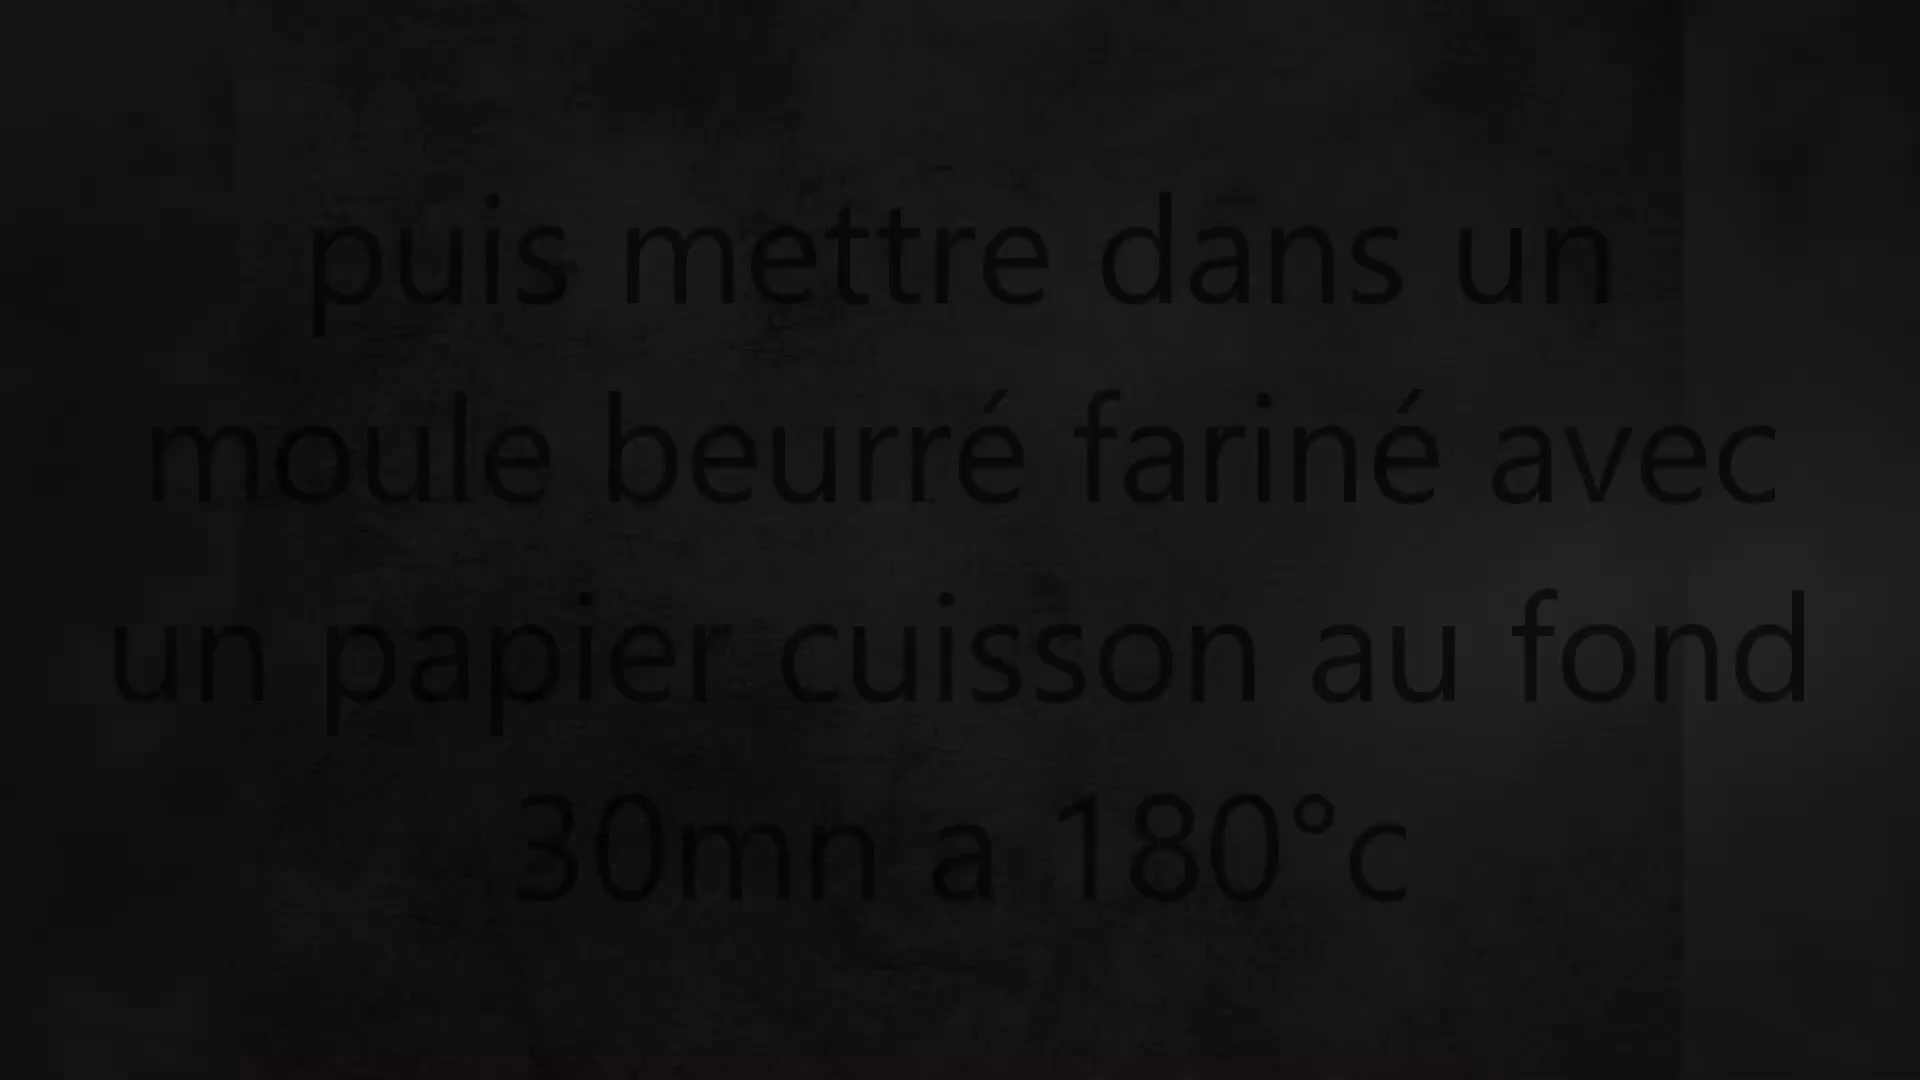 puis mettre dans un
moule beurré fariné avec
un papier cuisson au fond
30mn a 180°c